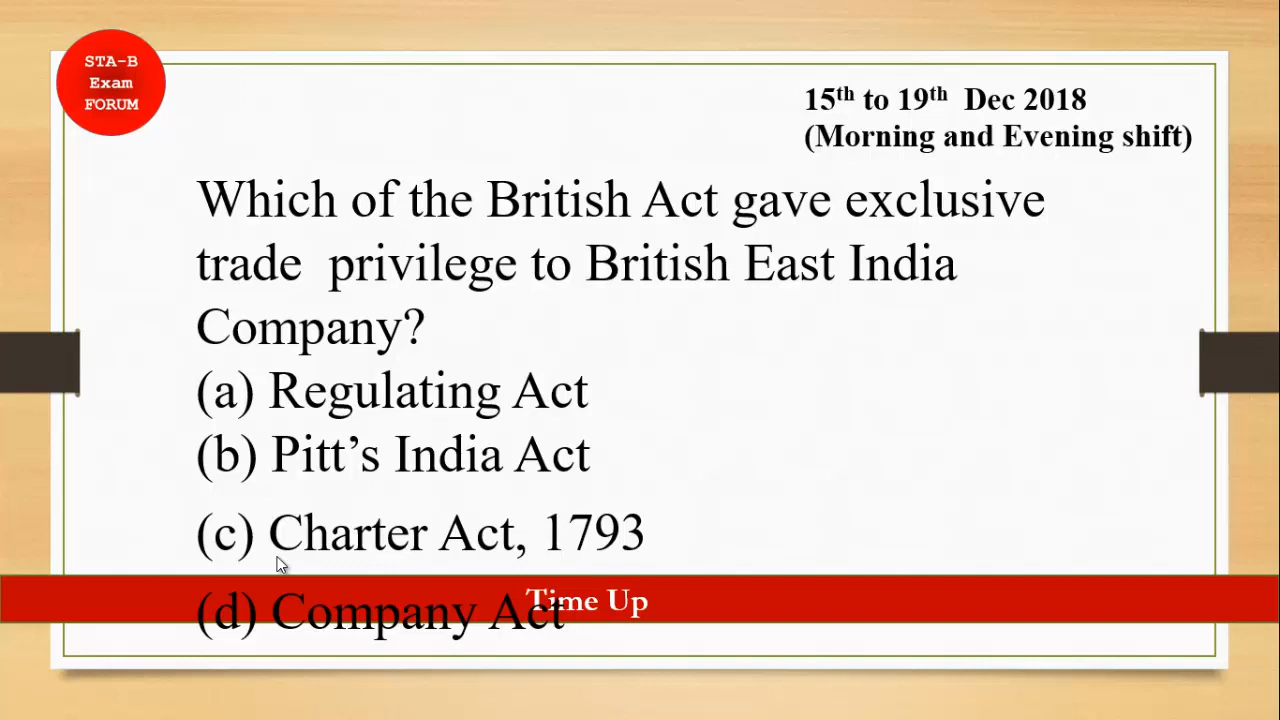 STA-B
Exam
FORUM
15th to 19th Dec 2018
(Morning and Evening shift)
Which of the British Act gave exclusive
trade privilege to British East India
Company?
(a) Regulating Act
(b) Pitt’s India Act
(c) Charter Act, 1793
(d) Company Act
Time Up